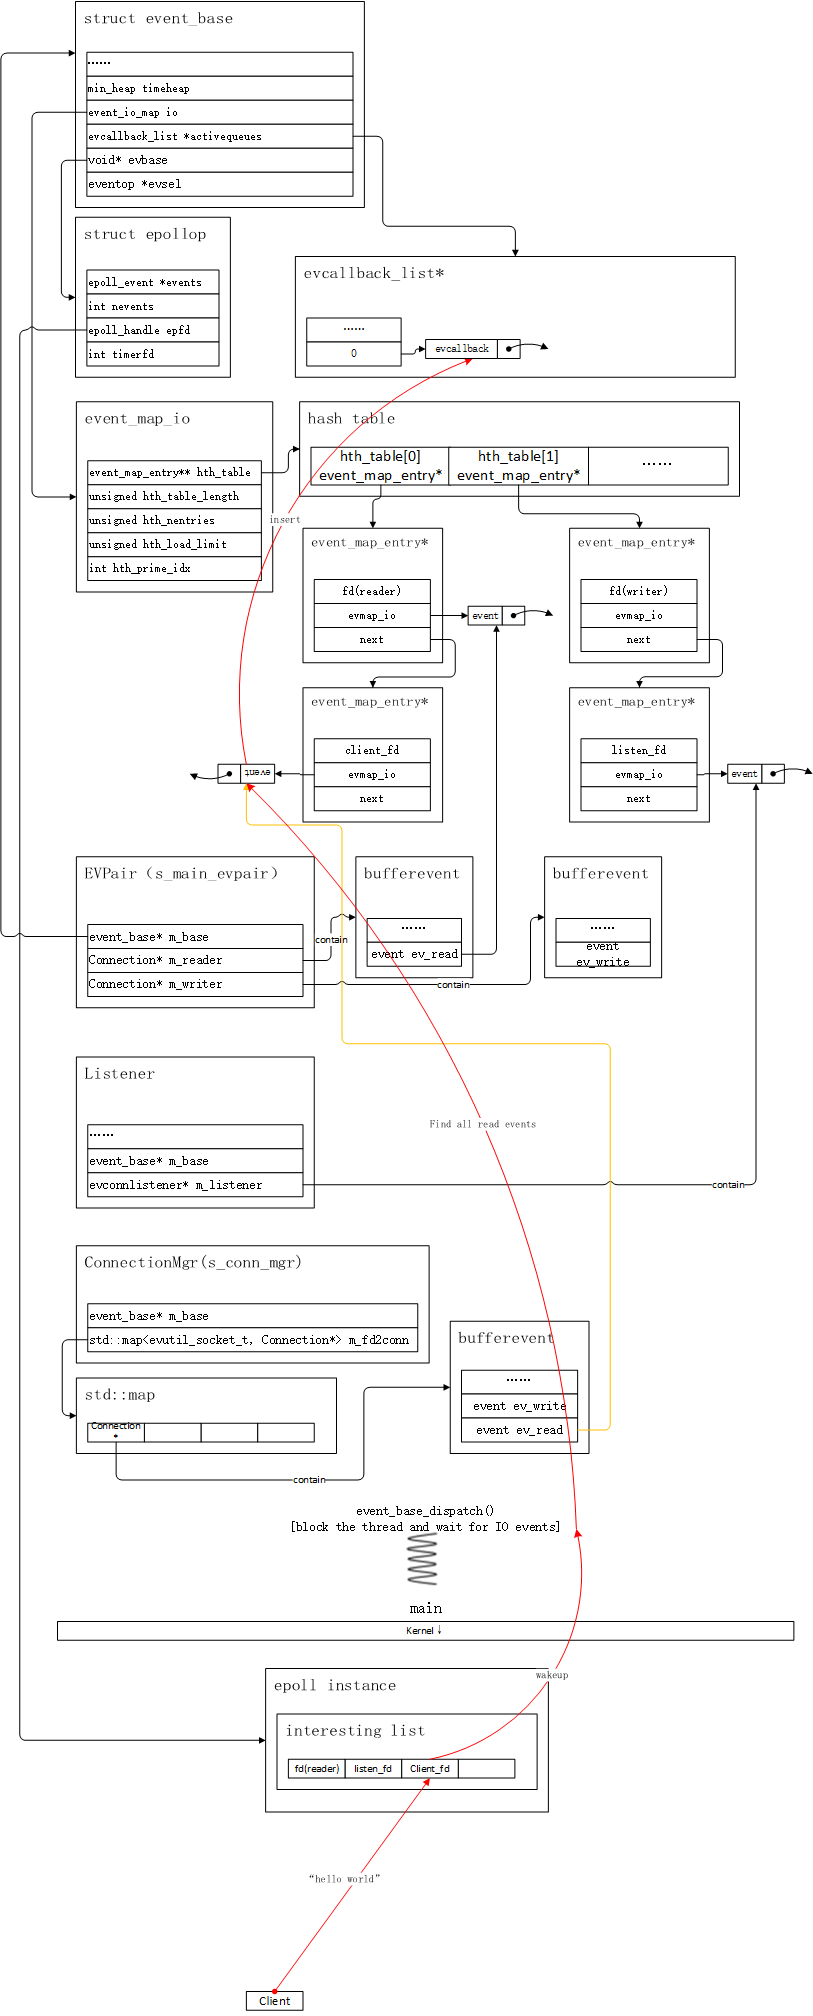 struct event_base
······
min_heap timeheap
event_io_map io
evcallback_list *activequeues
void* evbase
eventop *evsel
struct epollop
epoll_event *events
int nevents
epoll_handle epfd
int timerfd
evcallback_list*
······
0
evcallback
event_map_io
event_map_entry** hth_table
unsigned hth_table_length
unsigned hth_nentries
unsigned hth_load_limit
int hth_prime_idx
hash table
hth_table[0]
event_map_entry*
hth_table[1]
event_map_entry*
······
insert
event_map_entry*
fd(reader)
evmap_io
next
event
event_map_entry*
fd(writer)
evmap_io
next
event_map_entry*
client_fd
evmap_io
next
event
event_map_entry*
listen_fd
evmap_io
next
event
EVPair（s_main_evpair）
event_base* m_base
Connection* m_reader
Connection* m_writer
contain
bufferevent
······
event ev_read
contain
bufferevent
······
event
ev_write
Listener
······
event_base* m_base
evconnlistener* m_listener
Find all read events
contain
ConnectionMgr(s_conn_mgr)
event_base* m_base
std::map<evutil_socket_t, Connection*> m_fd2conn
std::map
Connection
*
contain
bufferevent
······
event ev_write
event ev_read
event_base_dispatch()
[block the thread and wait for IO events]
main
Kernel↓
wakeup
epoll instance
interesting list
fd(reader)
listen_fd
Client_fd
“hello world”
Client